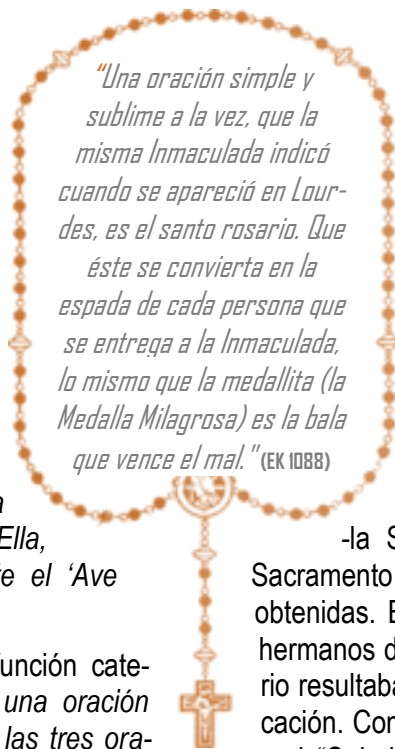 “Una oración simple y
sublime a la vez, que la
misma Inmaculada indicó
cuando se apareció en Lour-
des, es el santo rosario. Que
éste se convierta en la
espada de cada persona que
se entrega a la Inmaculada,
lo mismo que la medallita (la
Medalla Milagrosa) es la bala
que vence el mal.” (EK 1088)
a
Ella,
e el ‘Ave
función cate-
una oración
las tres ora-
-la S
Sacramento
obtenidas. E
hermanos d
rio resultaba
cación. Cor